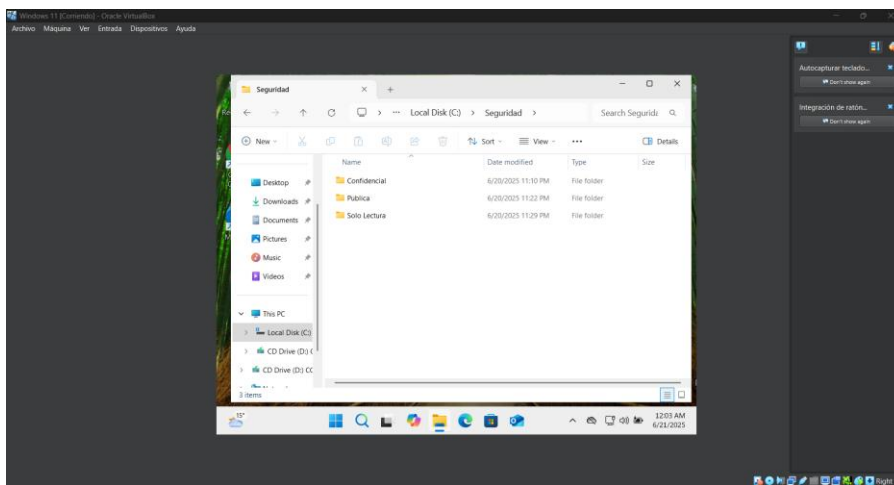 Windows 11 [Corriendo] - Oracle VirtualBox
Archivo Máquina Ver Entrada Dispositivos Ayuda
Autocapturar teclado...
Don't show again
Integración de ratón...
Don't show again
Seguridad
Local Disk (C:) > Seguridad >
Search Segurida
New
Sort
View
Details
Name Date modified Type Size
Confidencial 6/20/2025 11:10 PM File folder
Publica 6/20/2025 11:22 PM File folder
Solo Lectura 6/20/2025 11:29 PM File folder
Desktop
Downloads
Documents
Pictures
Music
Videos
This PC
Local Disk (C:)
CD Drive (D:) C
CD Drive (D:) CC
3 items
15°
12:03 AM
6/21/2025
Right